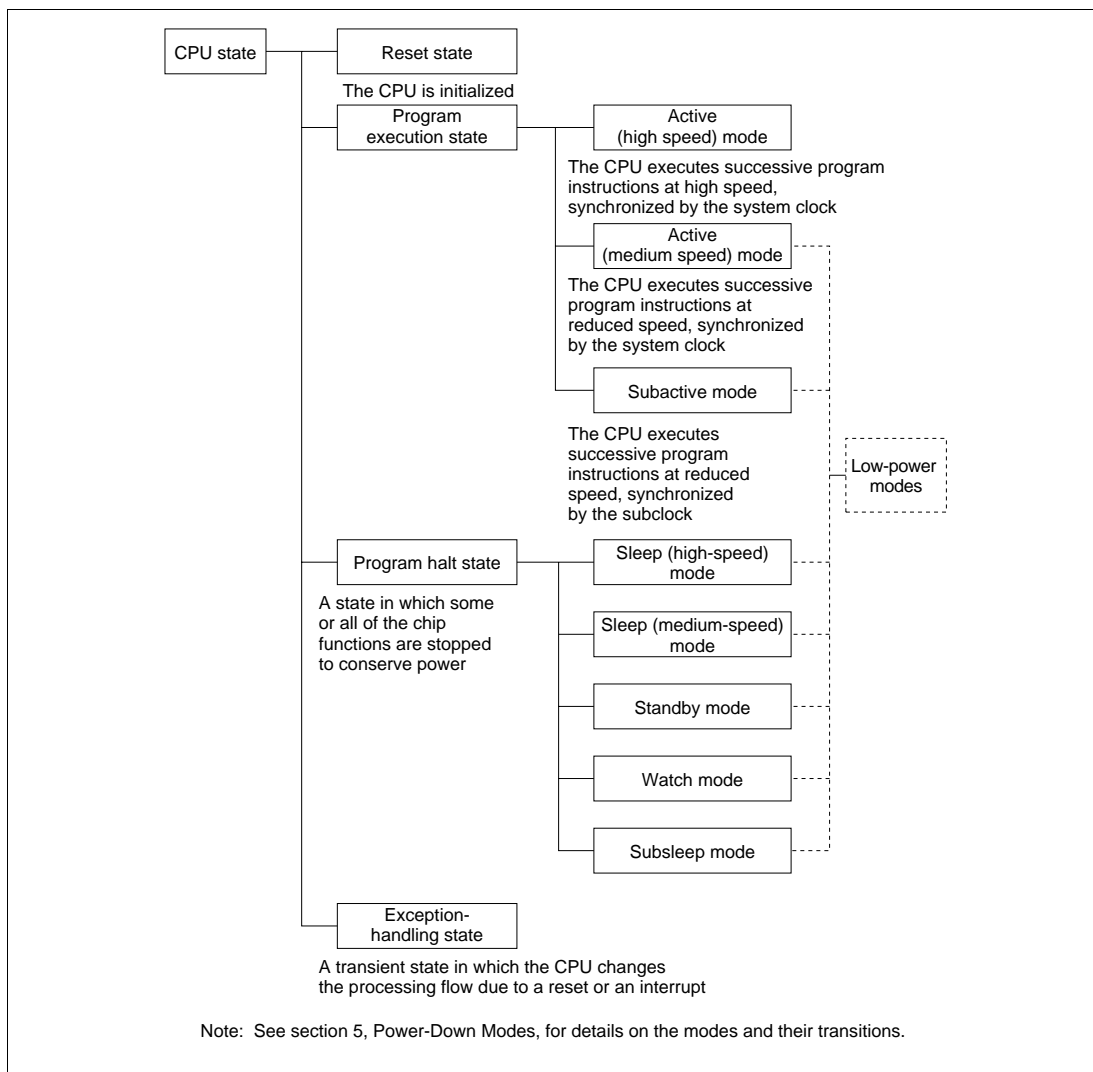 CPU state
Reset state
The CPU is initialized
Program
execution state
Active
(high speed) mode
The CPU executes successive program
instructions at high speed,
synchronized by the system clock
Active
(medium speed) mode
The CPU executes successive
program instructions at
reduced speed, synchronized
by the system clock
Subactive mode
The CPU executes
successive program
instructions at reduced
speed, synchronized
by the subclock
Low-power
modes
Program halt state
A state in which some
or all of the chip
functions are stopped
to conserve power
Sleep (high-speed)
mode
Sleep (medium-speed)
mode
Standby mode
Watch mode
Subsleep mode
Exception-
handling state
A transient state in which the CPU changes
the processing flow due to a reset or an interrupt
Note: See section 5, Power-Down Modes, for details on the modes and their transitions.